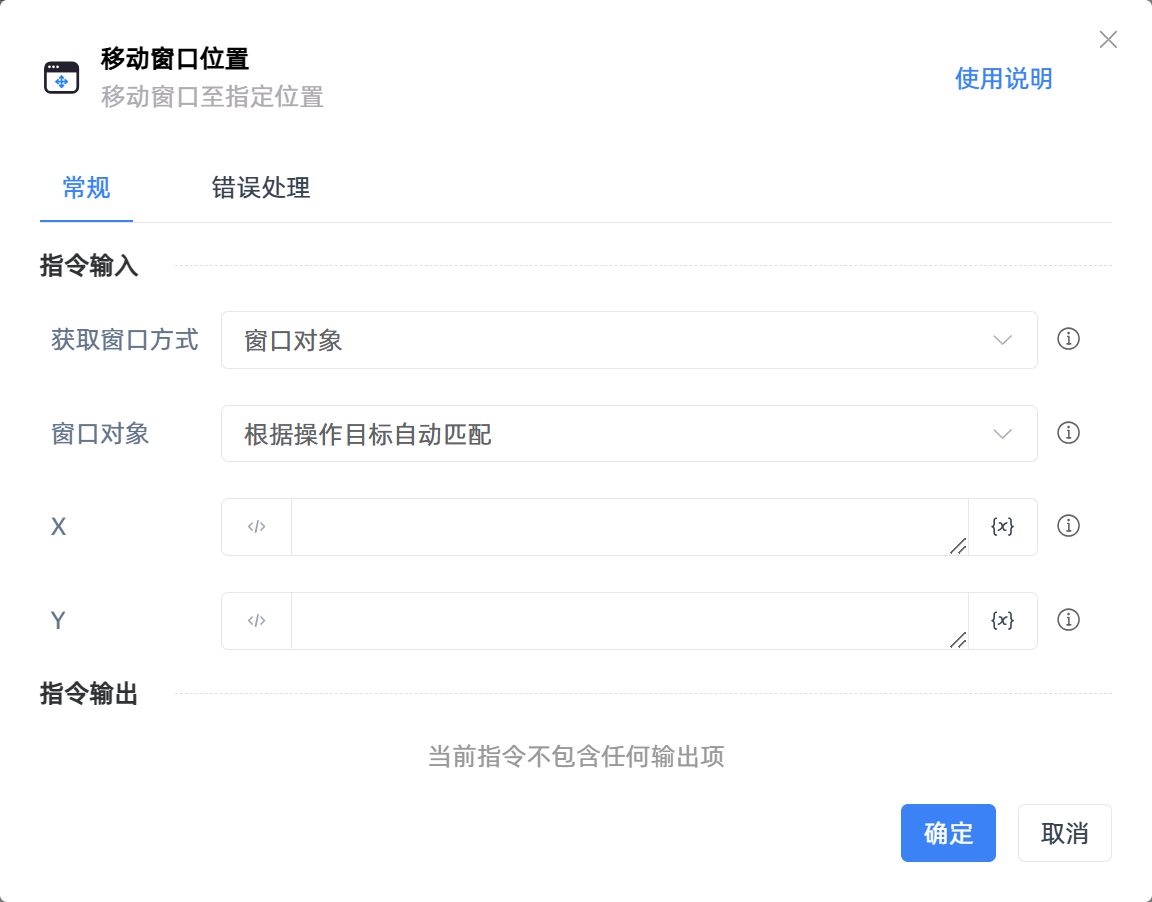 移动窗口位置
移动窗口至指定位置
使用说明
常规
错误处理
指令输入
获取窗口方式
窗口对象
窗口对象
根据操作目标自动匹配
X
</>
{x}
Y
</>
{x}
指令输出
当前指令不包含任何输出项
确定
取消